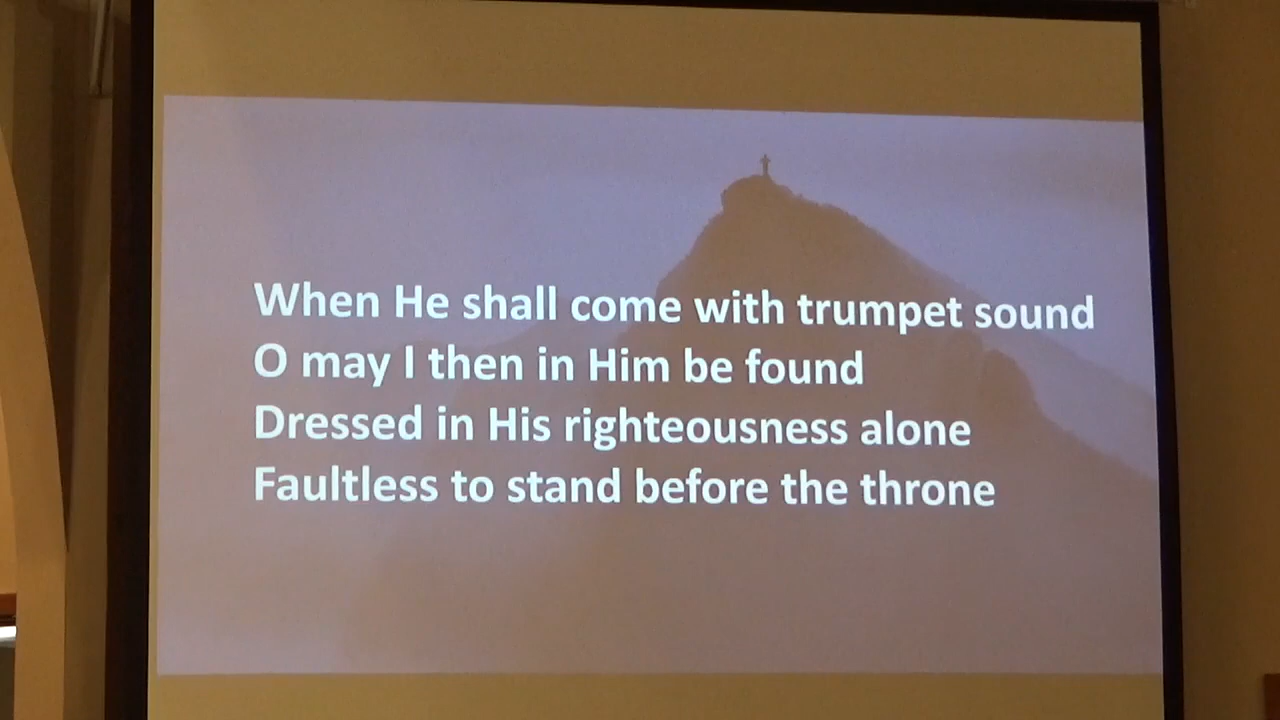 When He shall come with trumpet sound
O may I then in Him be found
Dressed in His righteousness alone
Faultless to stand before the throne